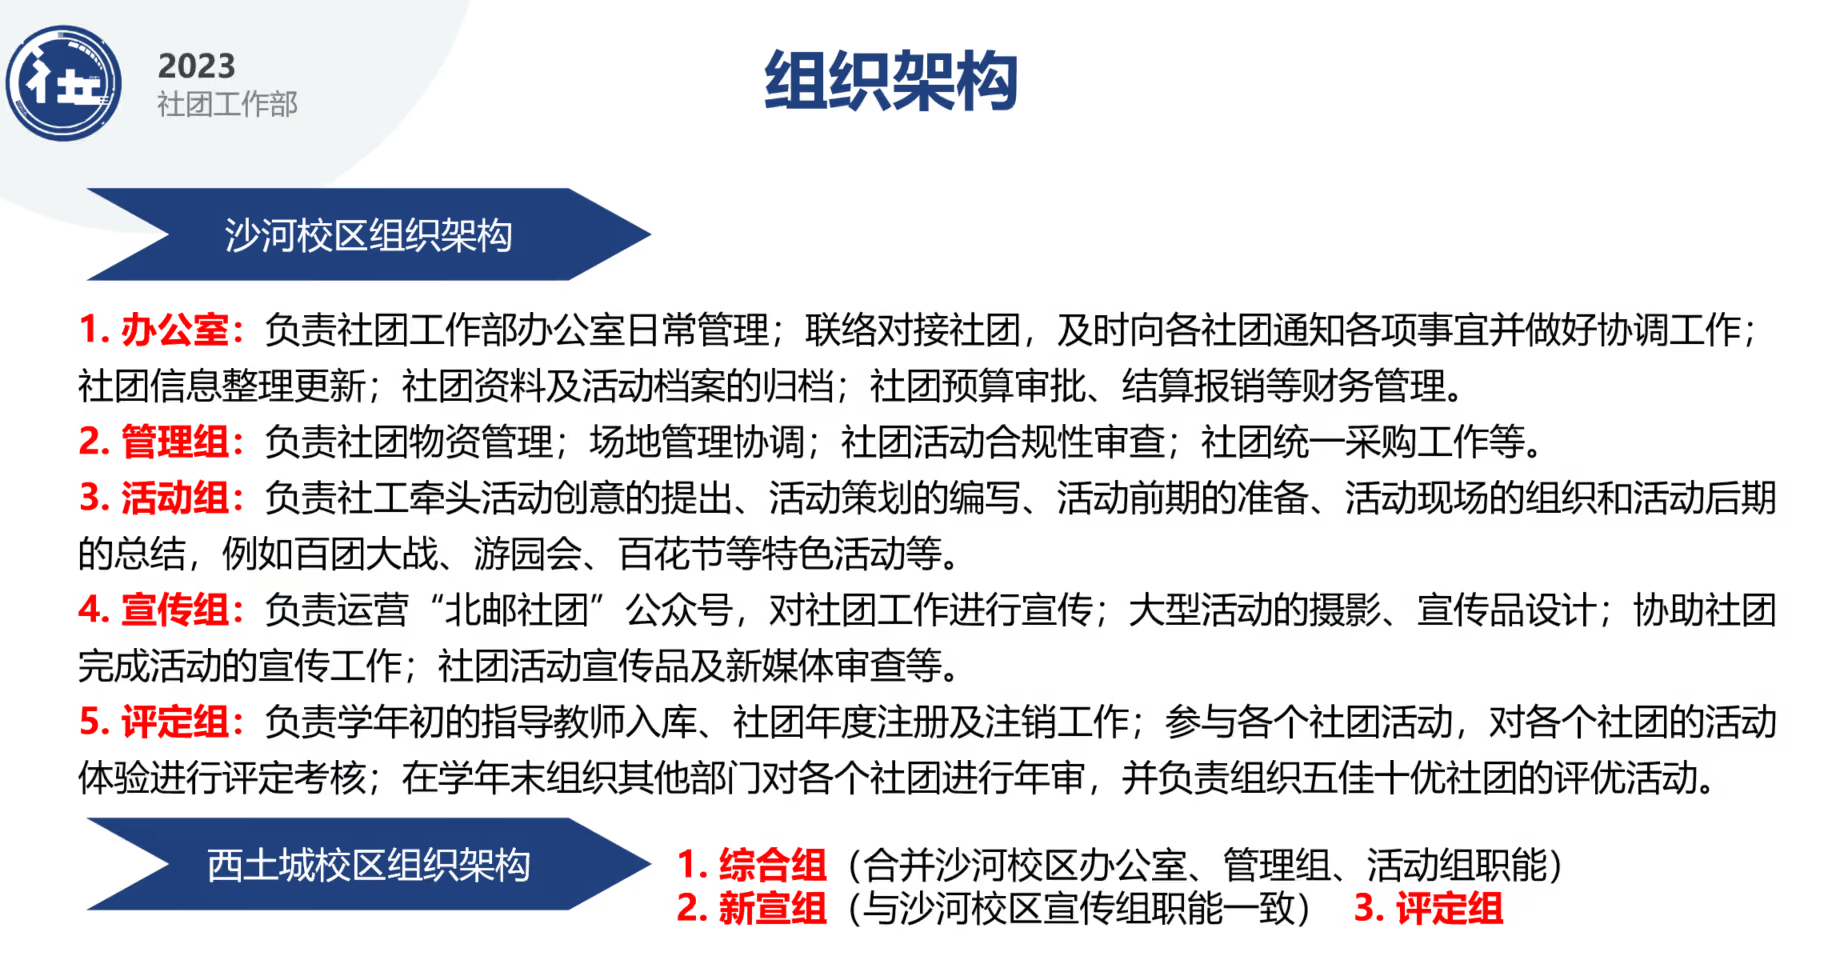 社
2023
社团工作部
组织架构
沙河校区组织架构
1. 办公室：负责社团工作部办公室日常管理；联络对接社团，及时向各社团通知各项事宜并做好协调工作；
社团信息整理更新；社团资料及活动档案的归档；社团预算审批、结算报销等财务管理。
2. 管理组：负责社团物资管理；场地管理协调；社团活动合规性审查；社团统一采购工作等。
3. 活动组：负责社工牵头活动创意的提出、活动策划的编写、活动前期的准备、活动现场的组织和活动后期
的总结，例如百团大战、游园会、百花节等特色活动等。
4. 宣传组：负责运营“北邮社团”公众号，对社团工作进行宣传；大型活动的摄影、宣传品设计；协助社团
完成活动的宣传工作；社团活动宣传品及新媒体审查等。
5. 评定组：负责学年初的指导教师入库、社团年度注册及注销工作；参与各个社团活动，对各个社团的活动
体验进行评定考核；在学年末组织其他部门对各个社团进行年审，并负责组织五佳十优社团的评优活动。
西土城校区组织架构
1. 综合组（合并沙河校区办公室、管理组、活动组职能）
2. 新宣组（与沙河校区宣传组职能一致） 3. 评定组